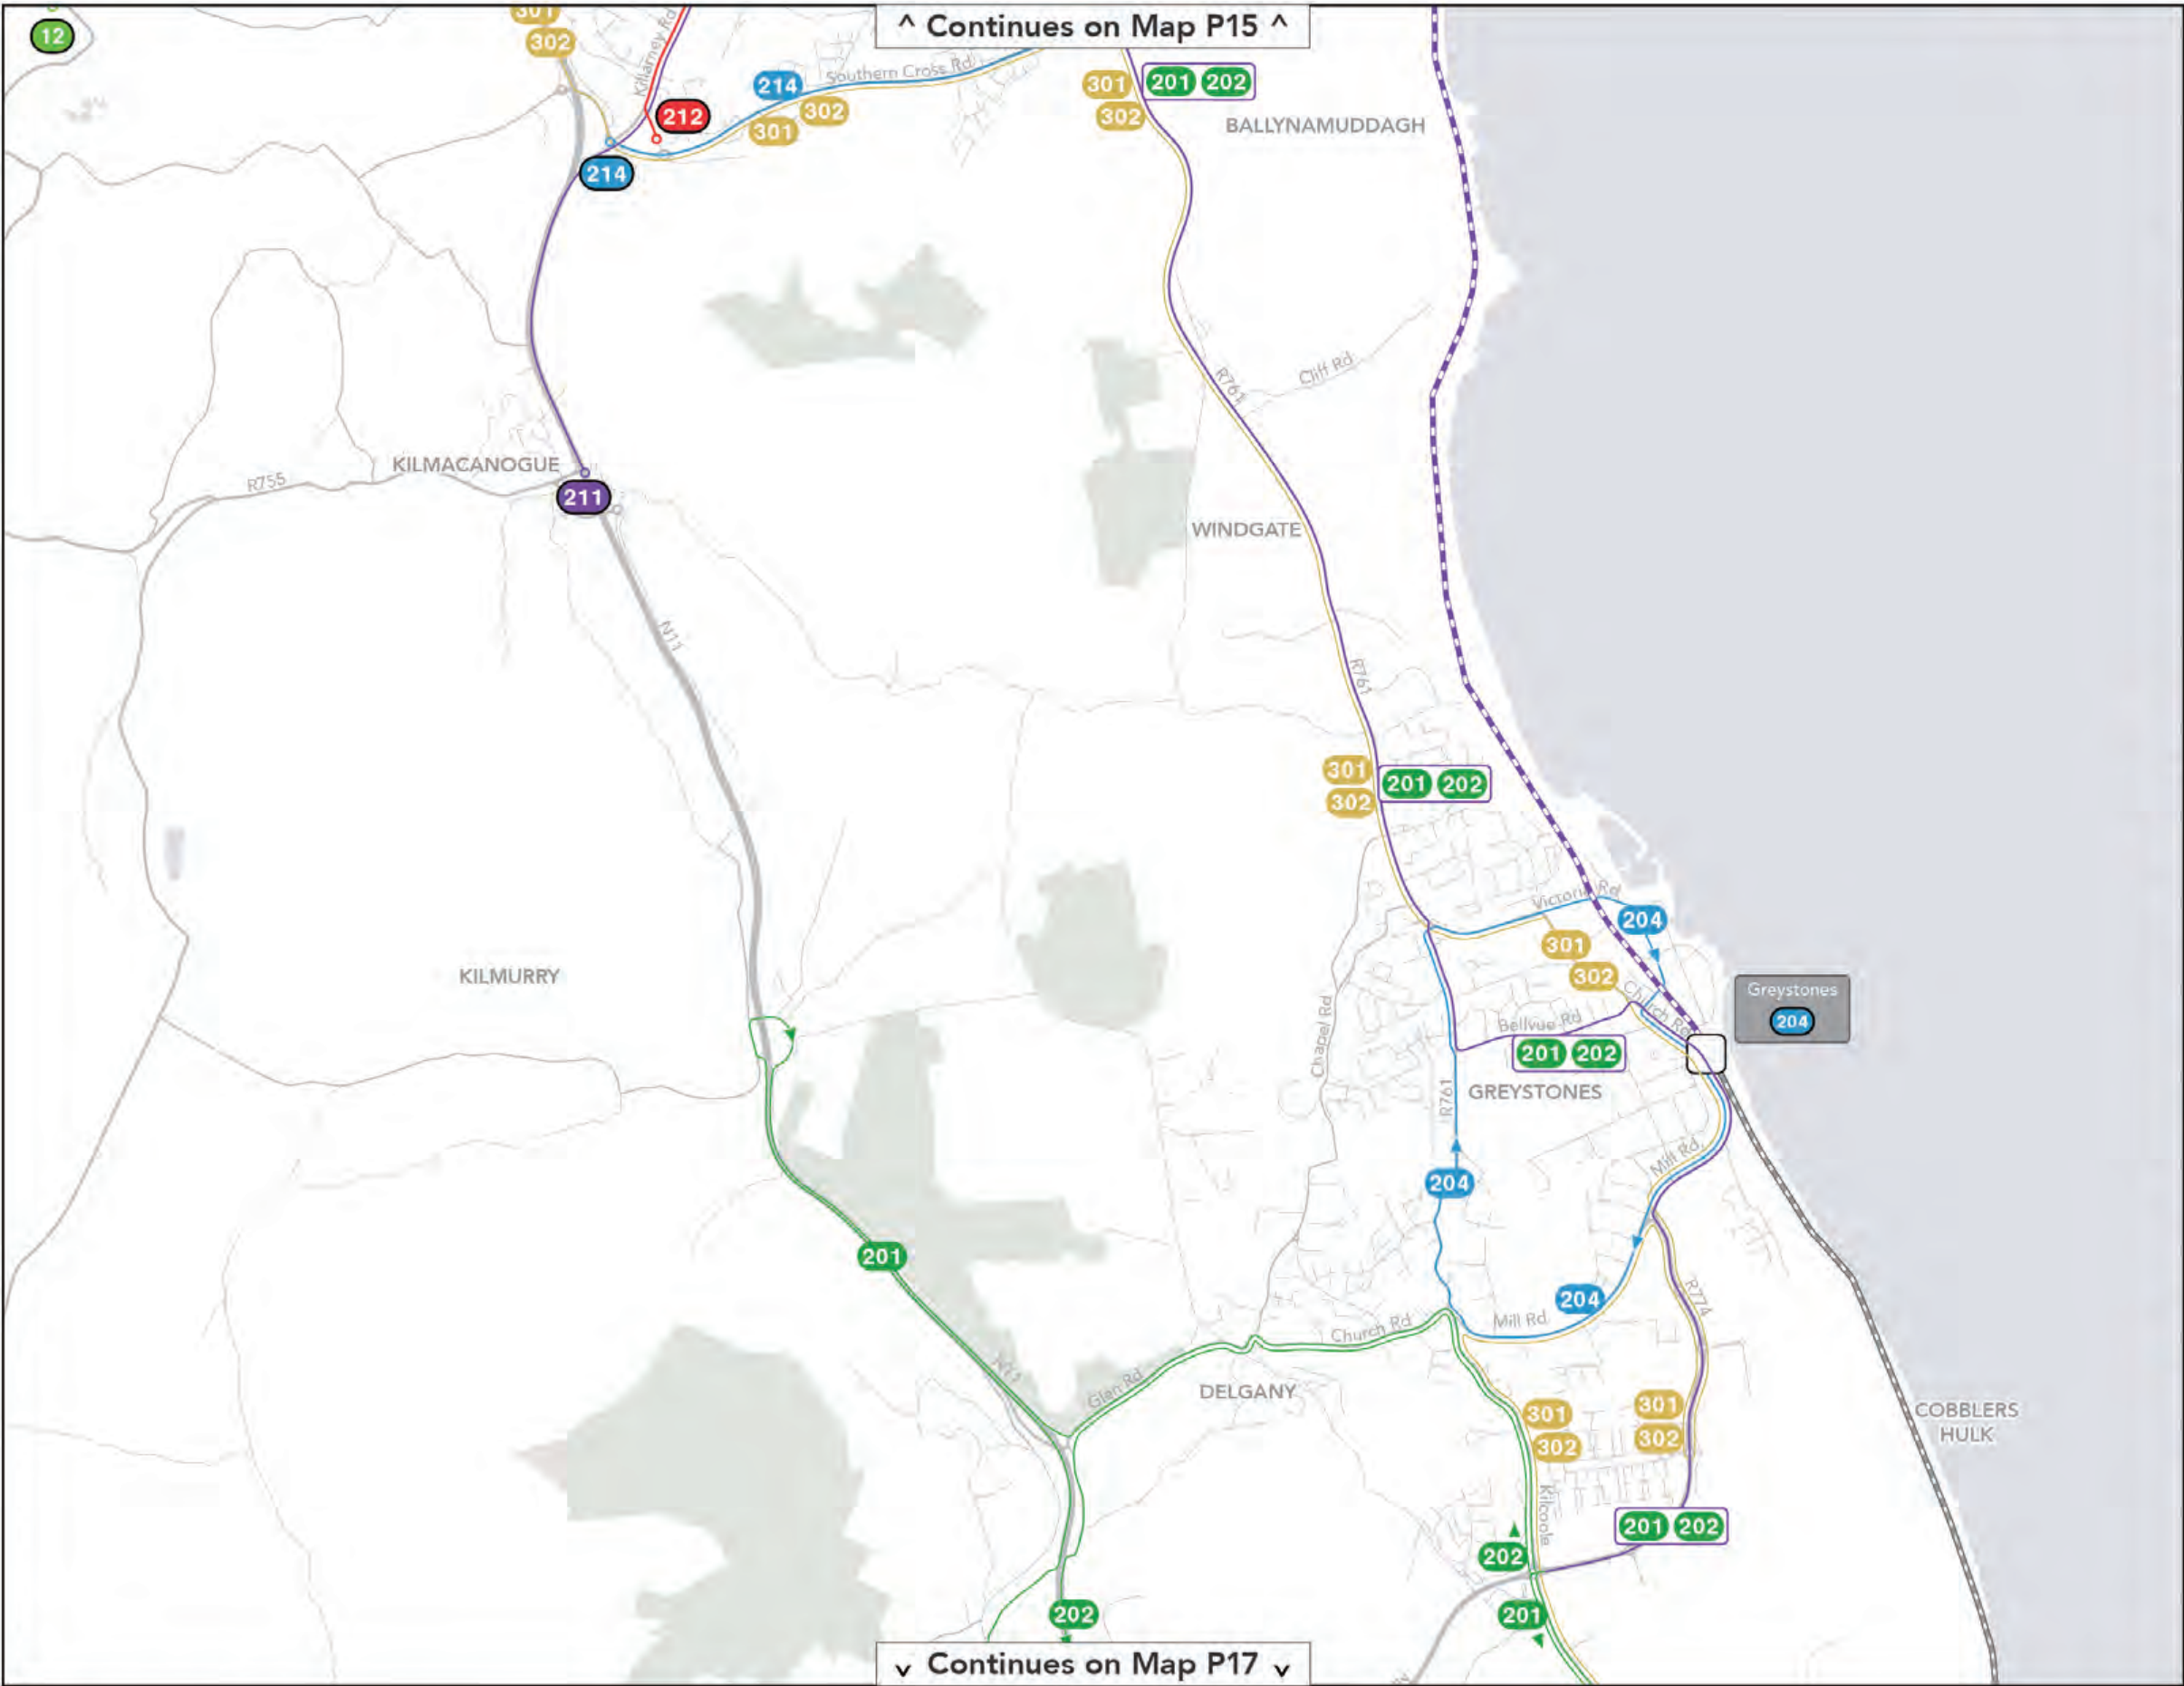 ^ Continues on Map P15 ^
12
301
302
Killarney Rd
212
214
Southern Cross Rd
302
301
214
301
302
201 202
BALLYNAMUDDAGH
Cliff Rd
R761
KILMACANOGUE
R755
211
WINDGATE
N11
R761
301
302
201 202
Victoria Rd
204
301
302
Church Rd
Greystones
204
KILMURRY
Chapel Rd
Bellvue Rd
201 202
GREYSTONES
R761
Mill Rd
204
201
204
Mill Rd
R774
Church Rd
N11
Glen Rd
DELGANY
301
302
301
302
COBBLERS
HULK
Kilcoole
201 202
202
202
201
v Continues on Map P17 v